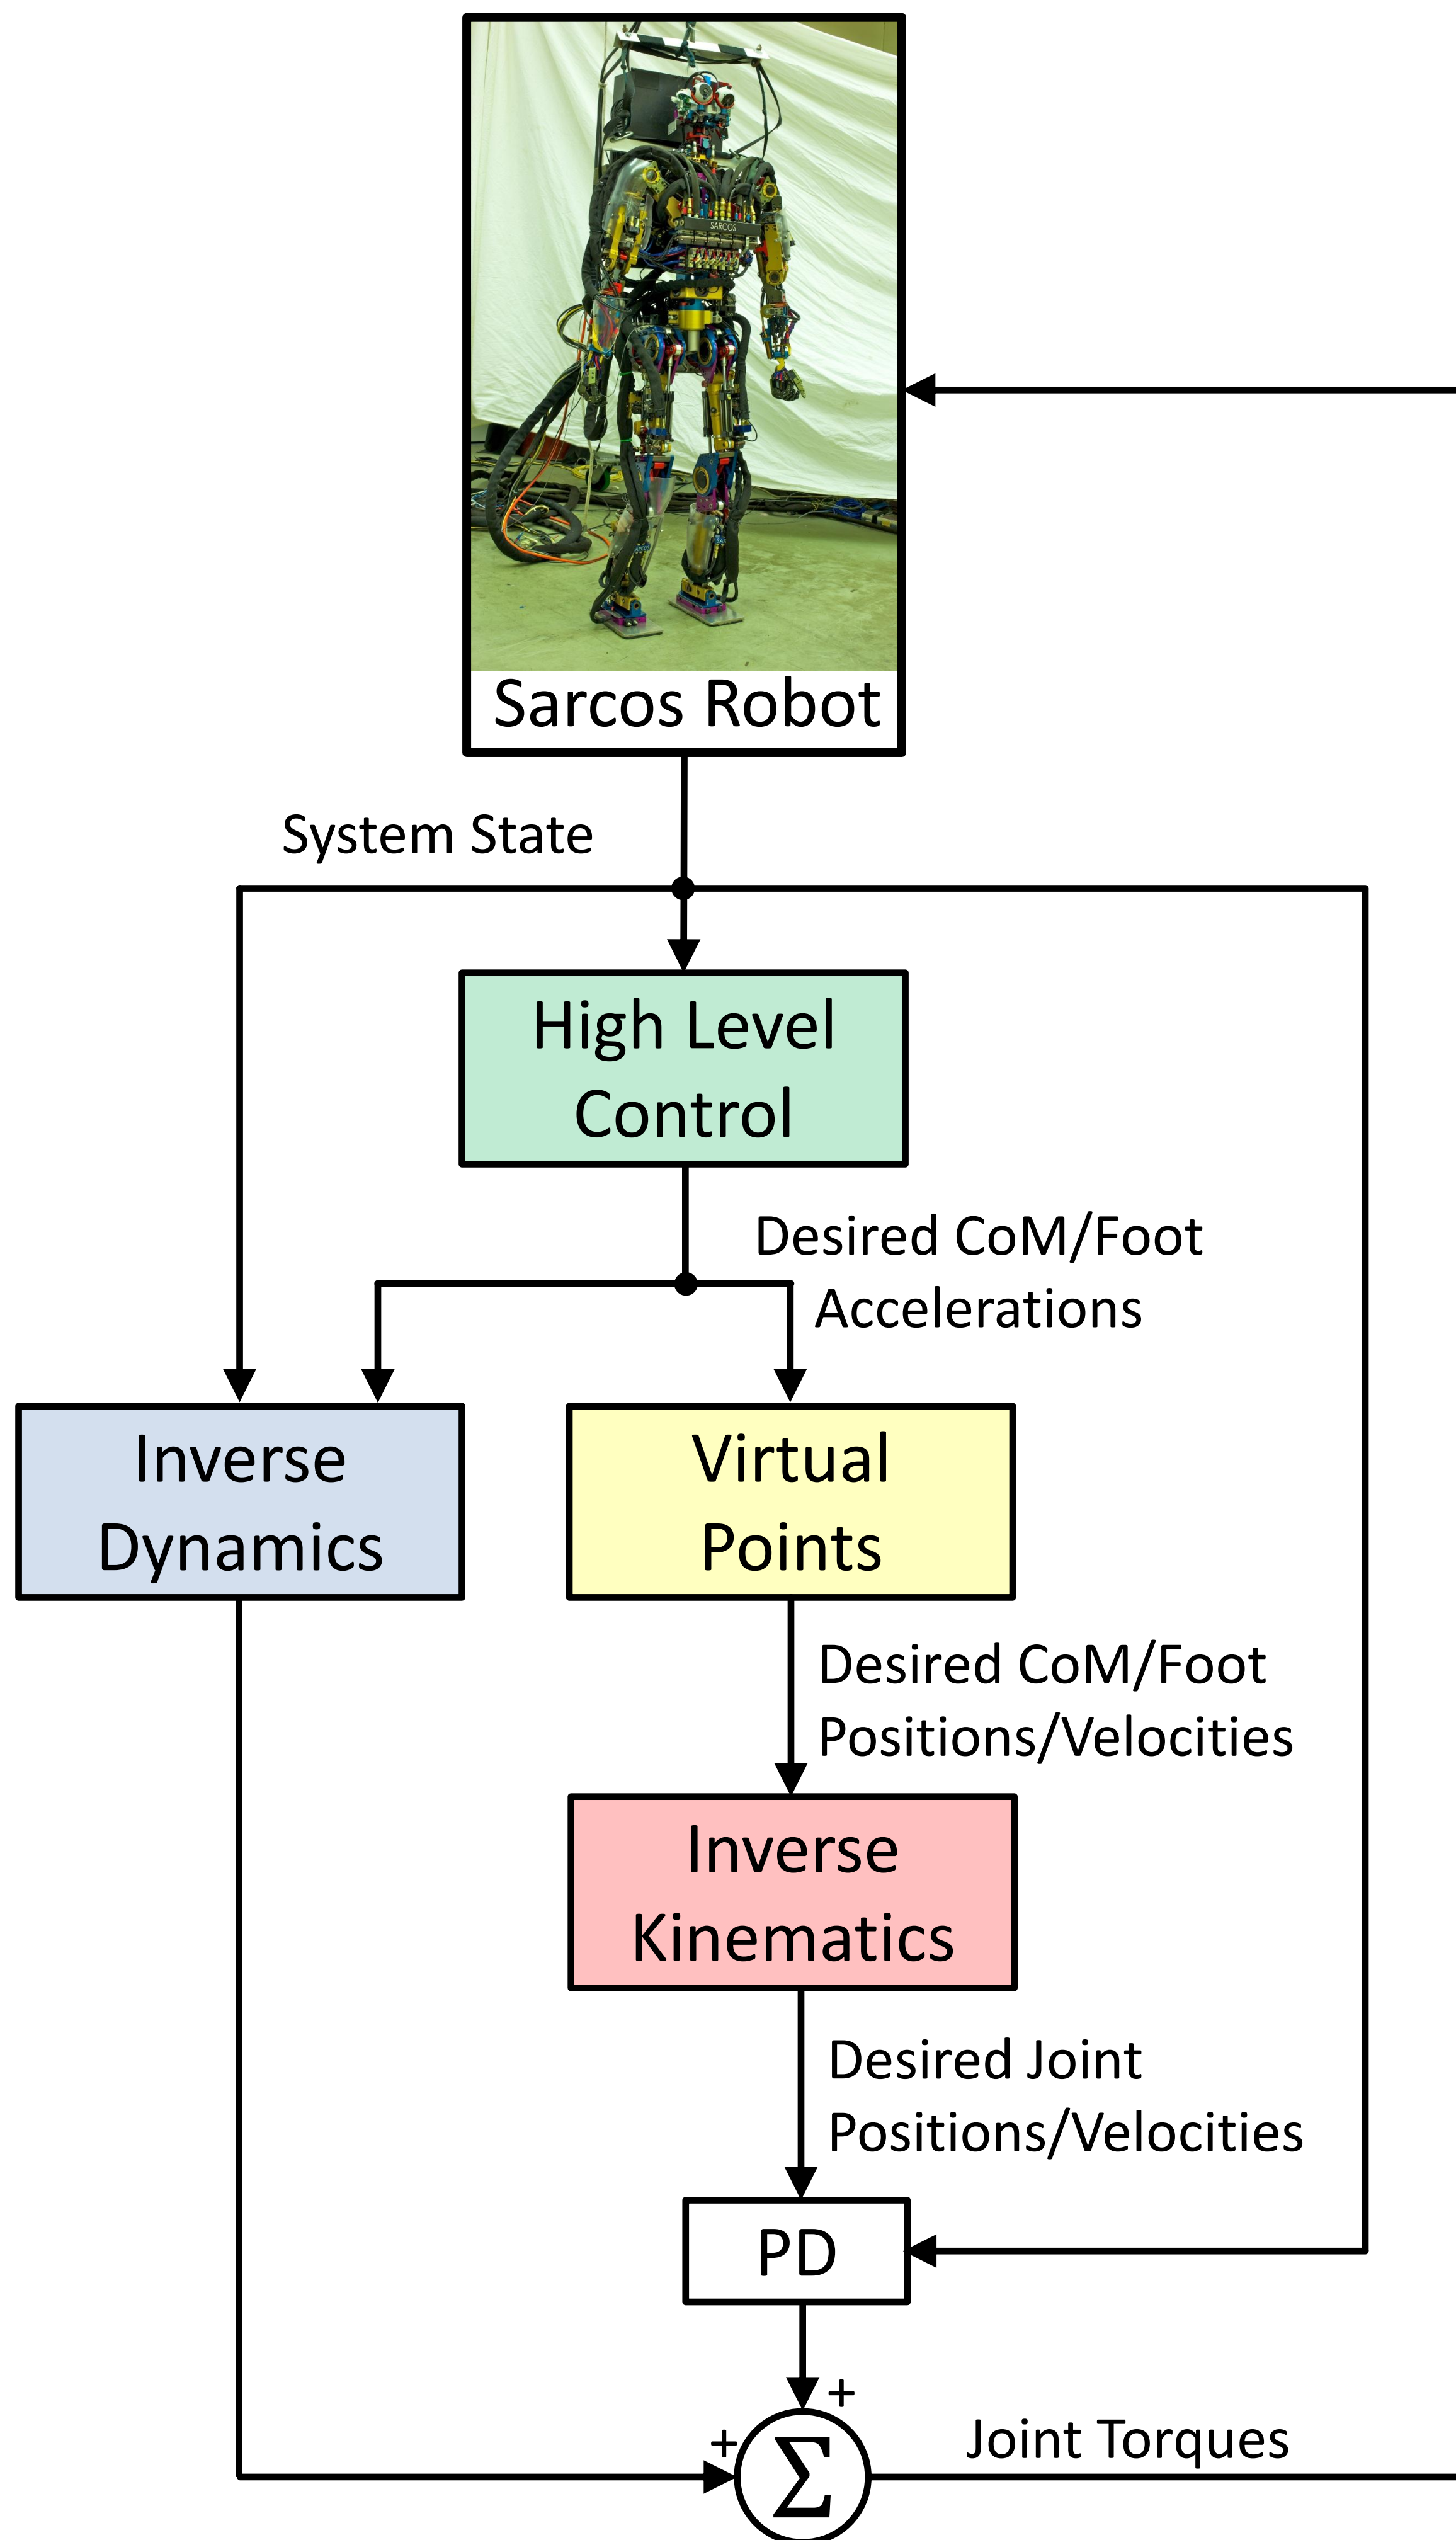 SARCOS
Sarcos Robot
System State
High Level
Control
Desired CoM/Foot
Accelerations
Inverse
Dynamics
Virtual
Points
Desired CoM/Foot
Positions/Velocities
Inverse
Kinematics
Desired Joint
Positions/Velocities
PD
+
+
Joint Torques
Σ